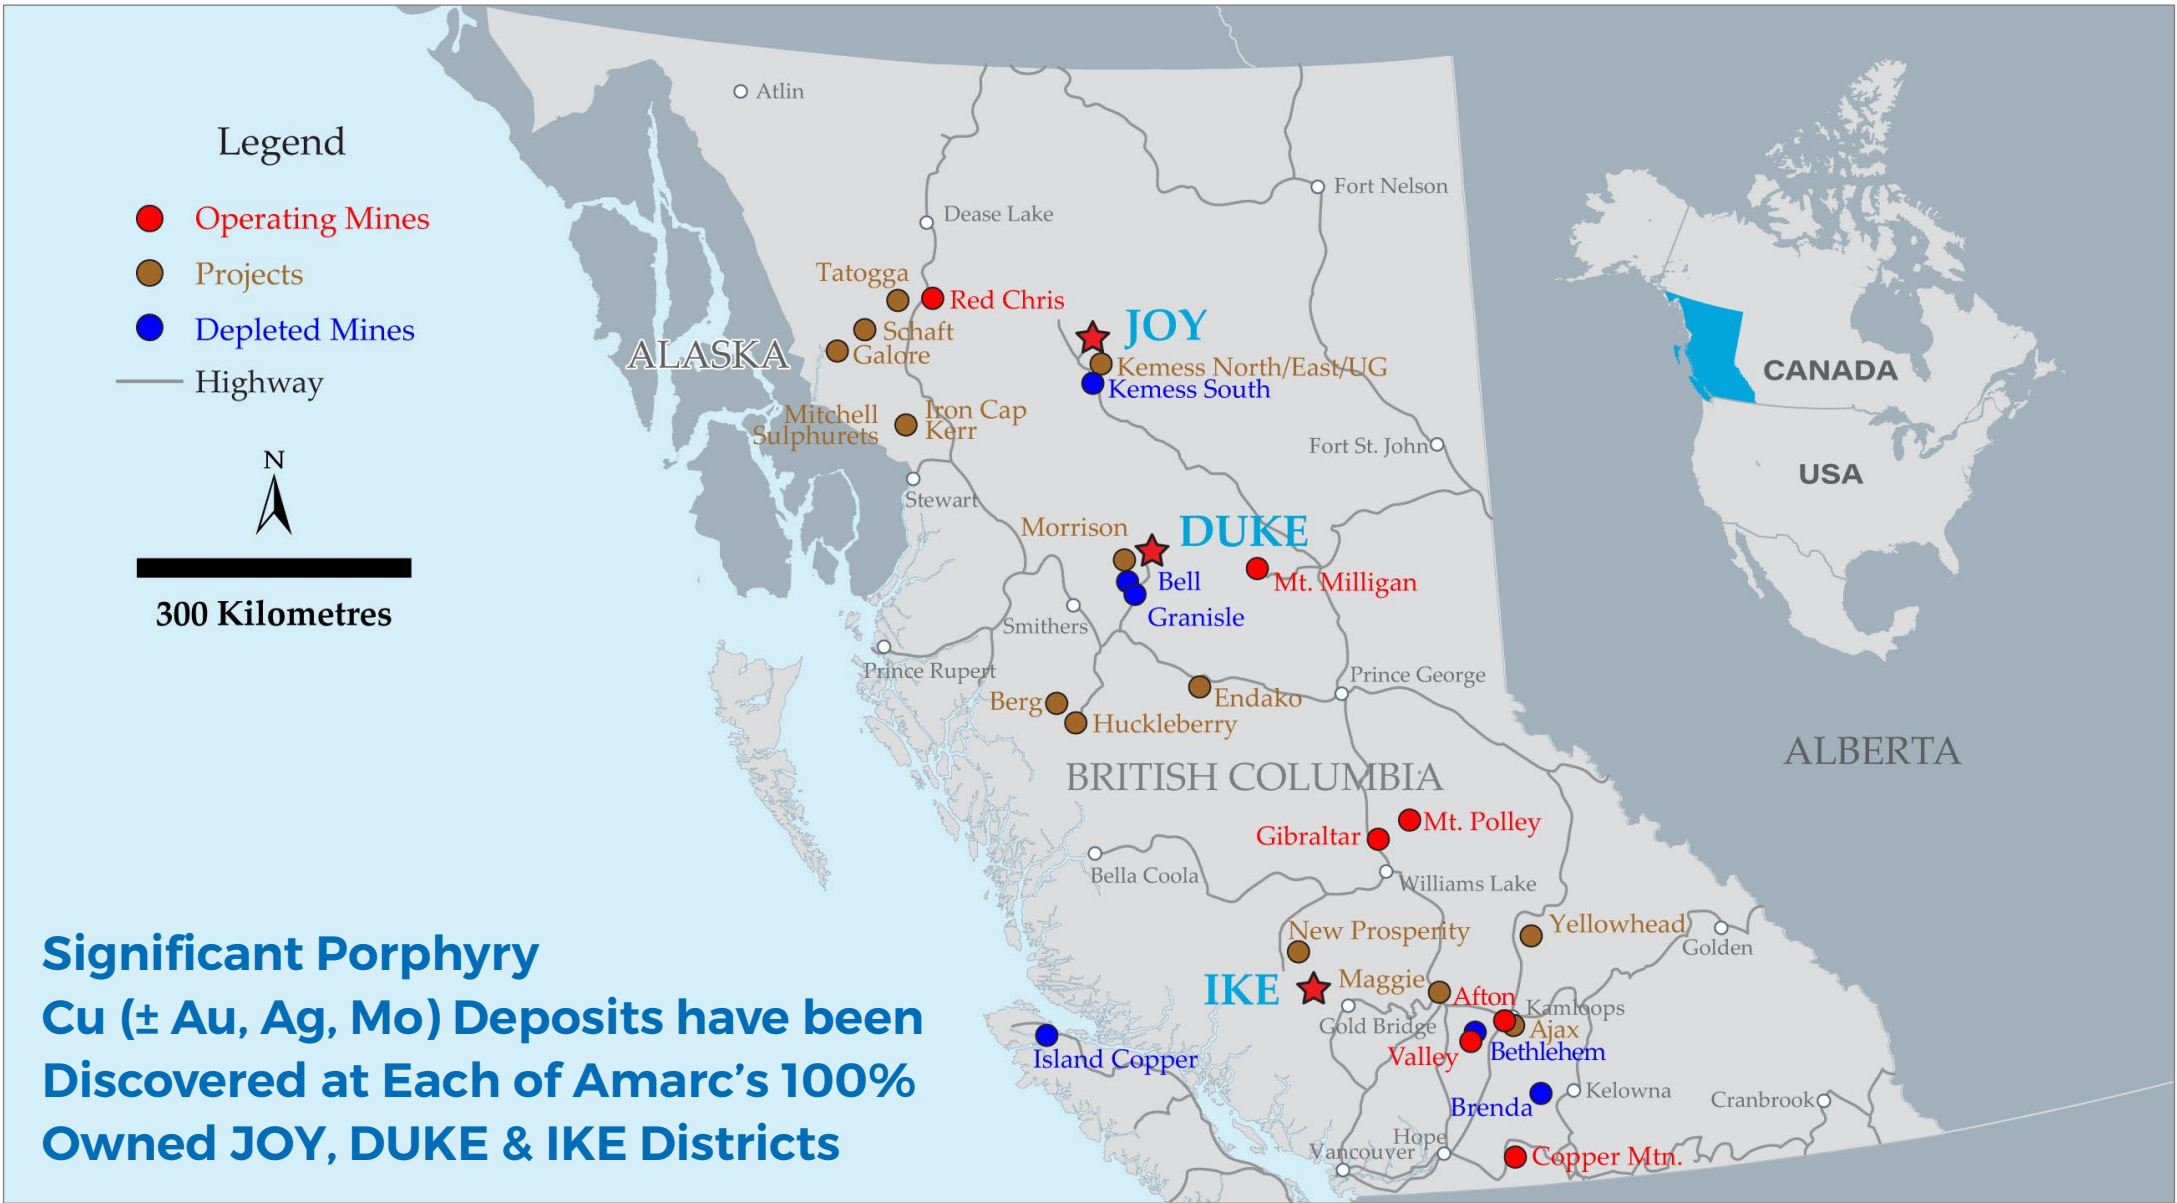 Legend
Operating Mines
Projects
Depleted Mines
Highway
N
300 Kilometres
Atlin
Fort Nelson
Dease Lake
Tatogga
Red Chris
Schaft
Galore
ALASKA
JOY
Kemess North/East/UG
Kemess South
Mitchell
Sulphurets
Iron Cap
Kerr
Fort St. John
Stewart
Morrison
DUKE
Bell
Mt. Milligan
Granisle
Smithers
Prince Rupert
Prince George
Berg
Endako
Huckleberry
BRITISH COLUMBIA
ALBERTA
CANADA
USA
Mt. Polley
Gibraltar
Bella Coola
Williams Lake
New Prosperity
Yellowhead
Golden
IKE
Maggie
Afton
Kamloops
Gold Bridge
Ajax
Island Copper
Valley
Bethlehem
Kelowna
Brenda
Cranbrook
Hope
Vancouver
Copper Mtn.
Significant Porphyry
Cu (± Au, Ag, Mo) Deposits have been
Discovered at Each of Amarc’s 100%
Owned JOY, DUKE & IKE Districts